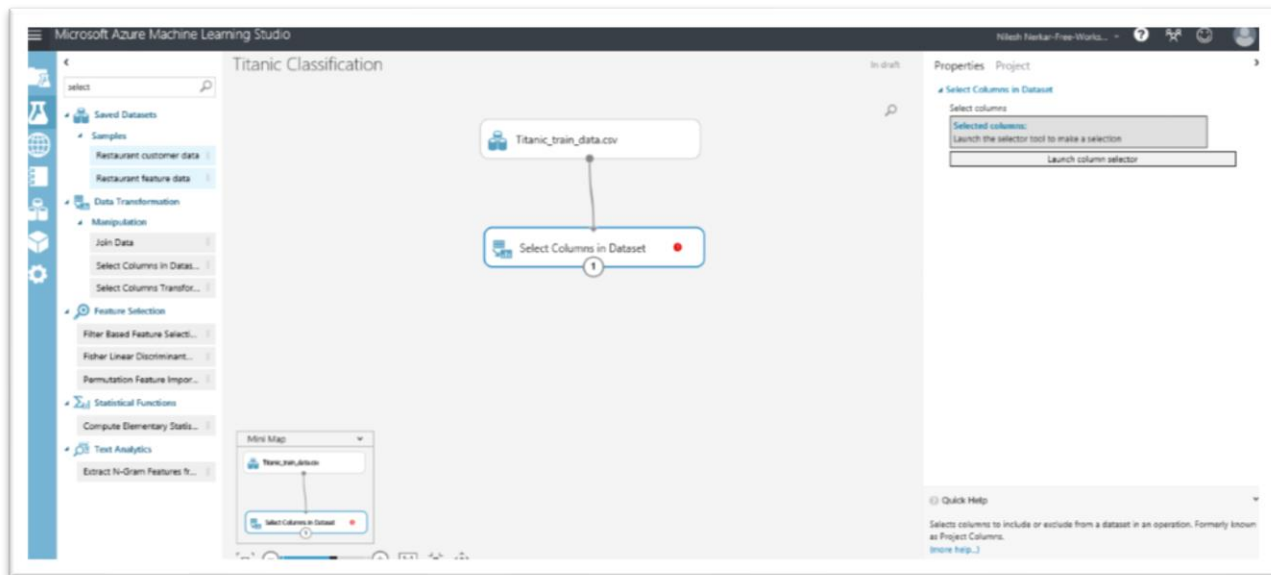 Microsoft Azure Machine Learning Studio
Nilesh Nerkar-Free-Works...
select
Saved Datasets
Samples
Restaurant customer data
Restaurant feature data
Data Transformation
Manipulation
Join Data
Select Columns in Datas...
Select Columns Transfor...
Feature Selection
Filter Based Feature Selecti...
Fisher Linear Discriminant...
Permutation Feature Impor...
Statistical Functions
Compute Elementary Statis...
Text Analytics
Extract N-Gram Features fr...
Titanic Classification
In draft
Titanic_train_data.csv
Select Columns in Dataset
1
Mini Map
Titanic_train_data.csv
Select Columns in Dataset
Properties Project
Select Columns in Dataset
Select columns
Selected columns:
Launch the selector tool to make a selection
Launch column selector
Quick Help
Selects columns to include or exclude from a dataset in an operation. Formerly known
as Project Columns.
(more help...)